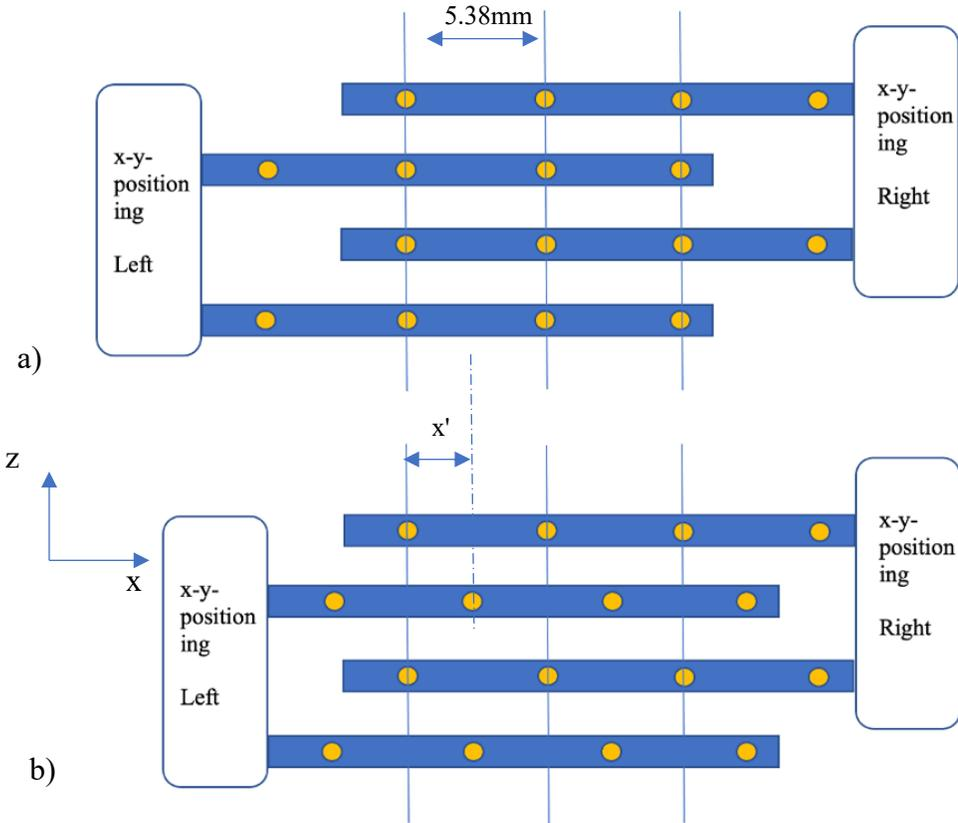 5.38mm
x-y-
position
ing
Left
x-y-
position
ing
Right
a)
x'
z
x
x-y-
position
ing
Left
x-y-
position
ing
Right
b)